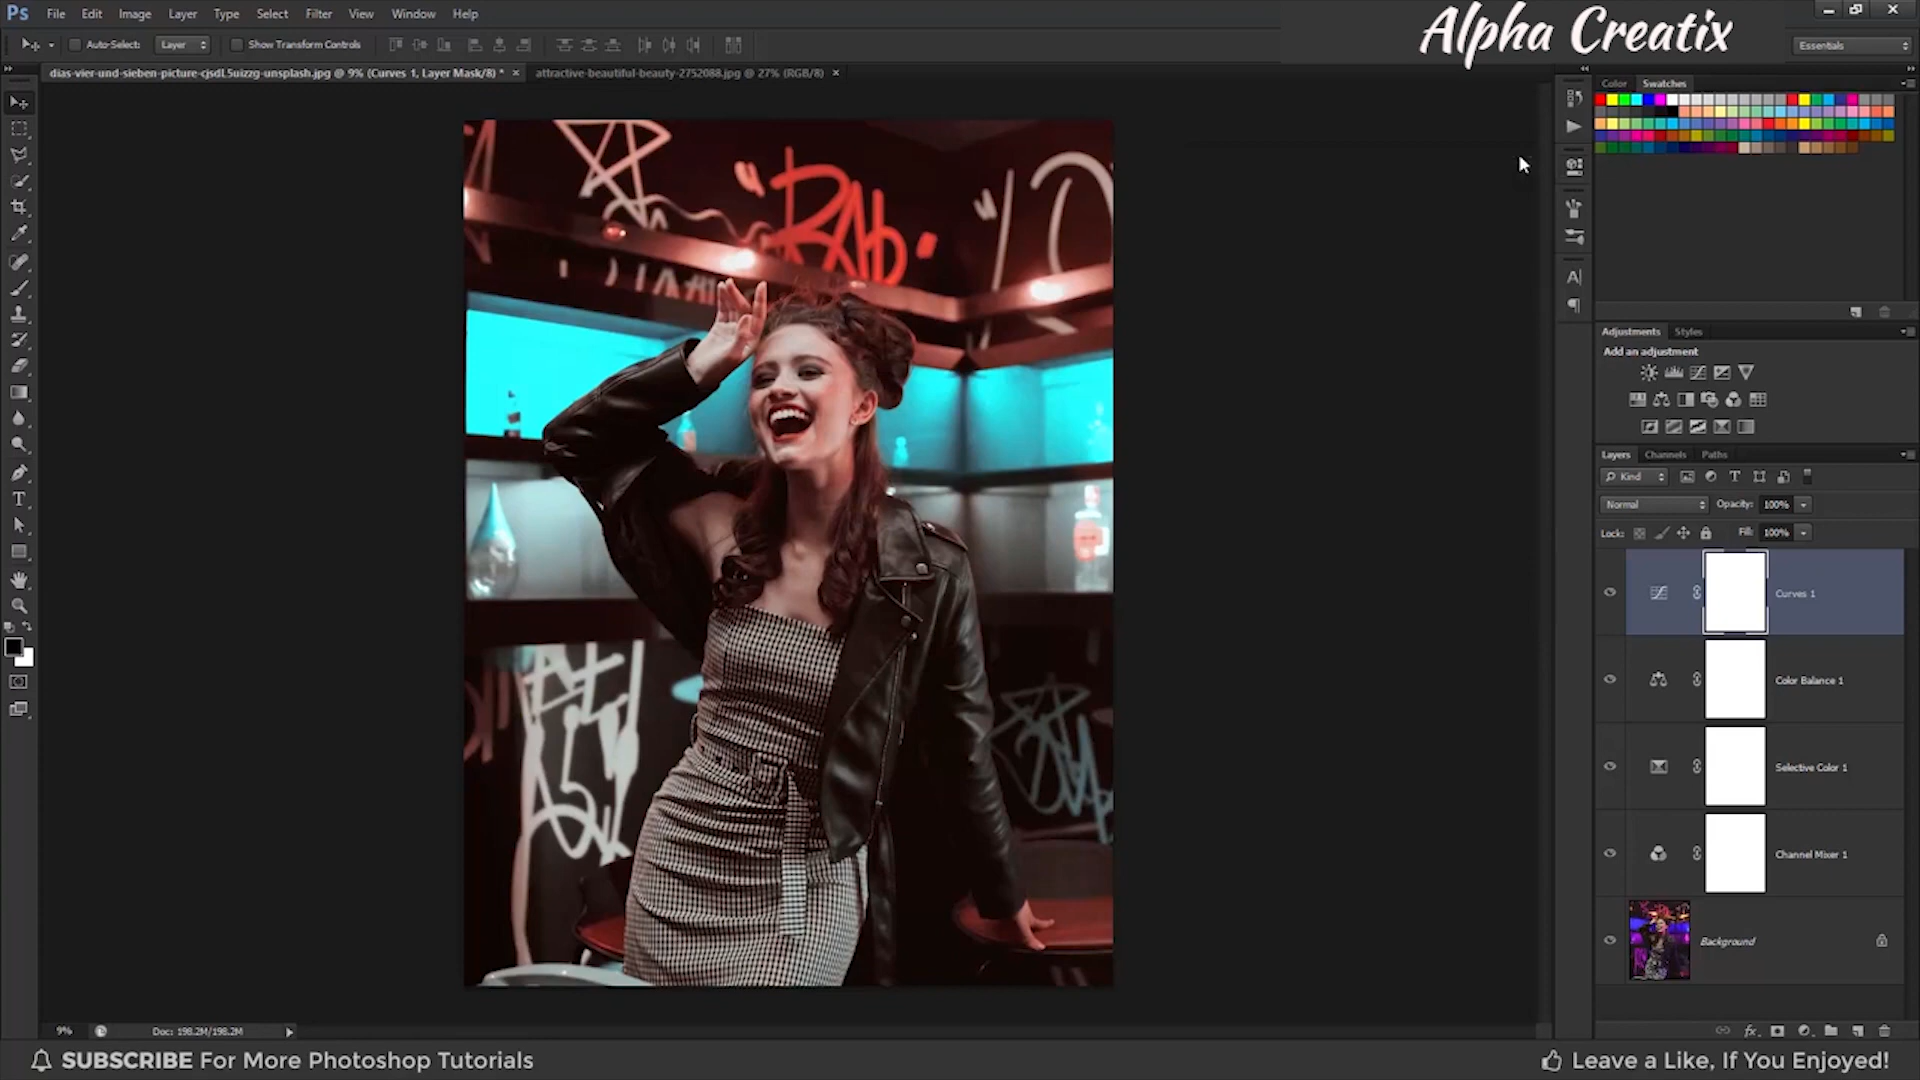 Ps File Edit Image Layer Type Select Filter View Window Help
Alpha Creatix
Auto-Select: Layer Show Transform Controls
Essentials
dias-vier-und-sieben-picture-cjsdL5uizzg-unsplash.jpg @ 9% (Curves 1, Layer Mask/8) * ×
attractive-beautiful-beauty-2752088.jpg @ 27% (RGB/8) ×
Color Swatches
Adjustments Styles
Add an adjustment
Layers Channels Paths
Kind
Normal Opacity: 100%
Lock: Fill: 100%
Curves 1
Color Balance 1
Selective Color 1
Channel Mixer 1
Background
9% Doc: 198.2M/198.2M
SUBSCRIBE For More Photoshop Tutorials
Leave a Like, If You Enjoyed!